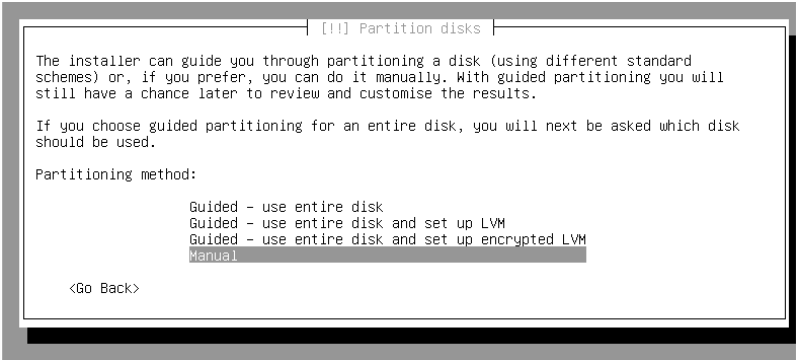 [!!] Partition disks
The installer can guide you through partitioning a disk (using different standard
schemes) or, if you prefer, you can do it manually. With guided partitioning you will
still have a chance later to review and customise the results.
If you choose guided partitioning for an entire disk, you will next be asked which disk
should be used.
Partitioning method:
Guided - use entire disk
Guided - use entire disk and set up LVM
Guided - use entire disk and set up encrypted LVM
Manual
<Go Back>